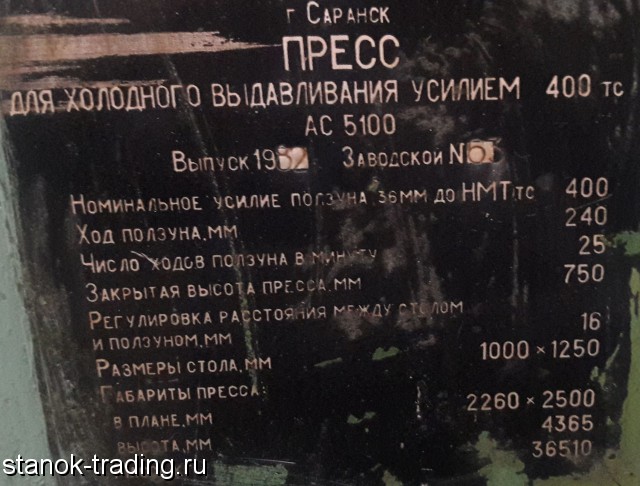 г Саранск
ПРЕСС
ДЛЯ ХОЛОДНОГО ВЫДАВЛИВАНИЯ УСИЛИЕМ 400 ТС
АС 5100
Выпуск 1982 Заводской N
Номинальное усилие ползуна, 36мм до НМТ, тс 400
Ход ползуна, мм 240
Число ходов ползуна в минуту 25
Закрытая высота пресса, мм 750
Регулировка расстояния между столом
и ползуном, мм 16
Размеры стола, мм 1000 × 1250
Габариты пресса:
в плане, мм 2260 × 2500
высота, мм 4365
36510
stanok-trading.ru